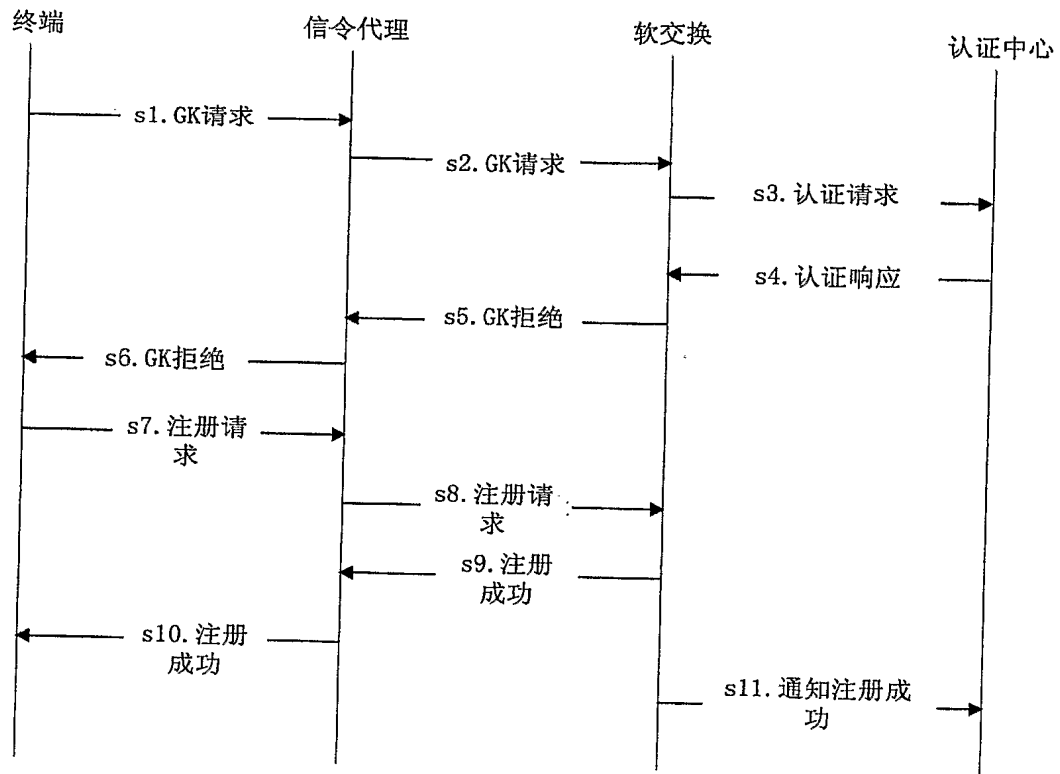 终端
信令代理
软交换
认证中心
s1.GK请求
s2.GK请求
s3.认证请求
s4.认证响应
s5.GK拒绝
s6.GK拒绝
s7.注册请
求
s8.注册请
求
s9.注册
成功
s10.注册
成功
s11.通知注册成
功